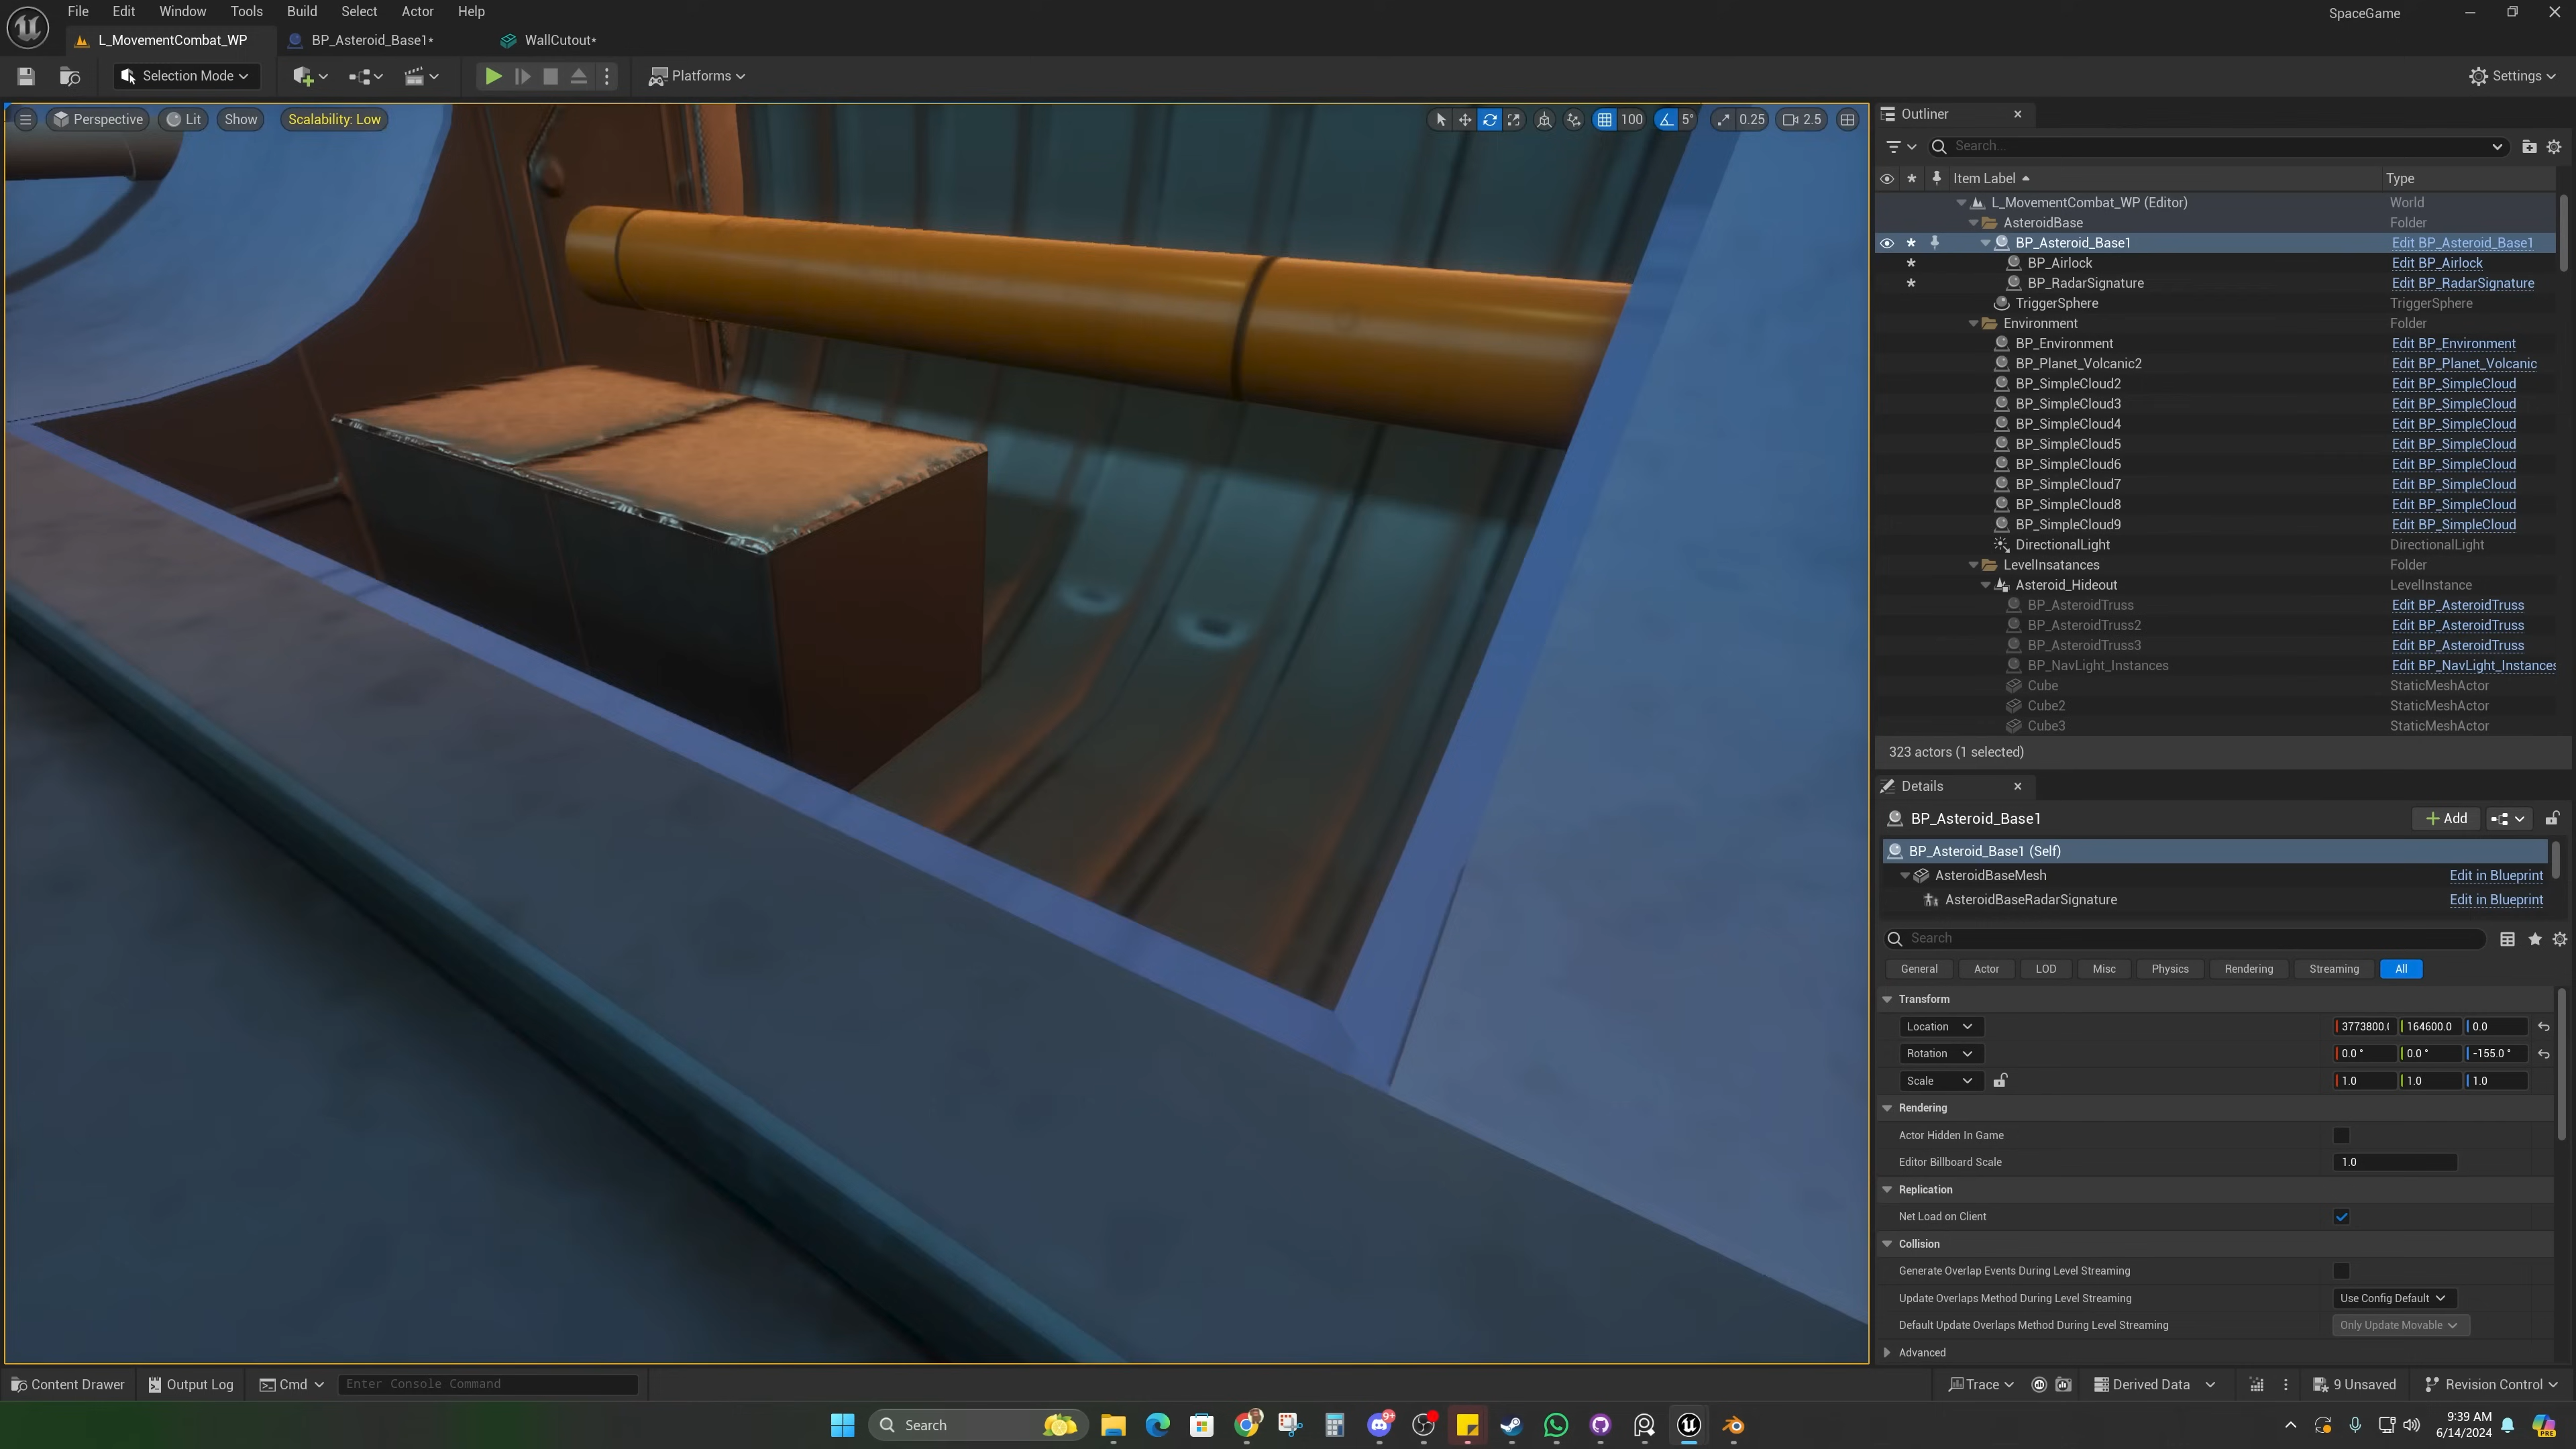 File Edit Window Tools Build Select Actor Help
SpaceGame
L_MovementCombat_WP
BP_Asteroid_Base1*
WallCutout*
Selection Mode
Platforms
Settings
Perspective
Lit
Show
Scalability: Low
100
5°
0.25
2.5
Outliner
Search...
Item Label
Type
L_MovementCombat_WP (Editor) World
AsteroidBase Folder
BP_Asteroid_Base1 Edit BP_Asteroid_Base1
BP_Airlock Edit BP_Airlock
BP_RadarSignature Edit BP_RadarSignature
TriggerSphere TriggerSphere
Environment Folder
BP_Environment Edit BP_Environment
BP_Planet_Volcanic2 Edit BP_Planet_Volcanic
BP_SimpleCloud2 Edit BP_SimpleCloud
BP_SimpleCloud3 Edit BP_SimpleCloud
BP_SimpleCloud4 Edit BP_SimpleCloud
BP_SimpleCloud5 Edit BP_SimpleCloud
BP_SimpleCloud6 Edit BP_SimpleCloud
BP_SimpleCloud7 Edit BP_SimpleCloud
BP_SimpleCloud8 Edit BP_SimpleCloud
BP_SimpleCloud9 Edit BP_SimpleCloud
DirectionalLight DirectionalLight
LevelInsatances Folder
Asteroid_Hideout LevelInstance
BP_AsteroidTruss Edit BP_AsteroidTruss
BP_AsteroidTruss2 Edit BP_AsteroidTruss
BP_AsteroidTruss3 Edit BP_AsteroidTruss
BP_NavLight_Instances Edit BP_NavLight_Instances
Cube StaticMeshActor
Cube2 StaticMeshActor
Cube3 StaticMeshActor
323 actors (1 selected)
Details
BP_Asteroid_Base1
Add
BP_Asteroid_Base1 (Self)
AsteroidBaseMesh Edit in Blueprint
AsteroidBaseRadarSignature Edit in Blueprint
Search
General Actor LOD Misc Physics Rendering Streaming All
Transform
Location 3773800.( 164600.0 0.0
Rotation 0.0 ° 0.0 ° -155.0 °
Scale 1.0 1.0 1.0
Rendering
Actor Hidden In Game
Editor Billboard Scale 1.0
Replication
Net Load on Client
Collision
Generate Overlap Events During Level Streaming
Update Overlaps Method During Level Streaming Use Config Default
Default Update Overlaps Method During Level Streaming Only Update Movable
Advanced
Content Drawer
Output Log
Cmd
Enter Console Command
Trace
Derived Data
9 Unsaved
Revision Control
Search
9+
9:39 AM
6/14/2024
PRE